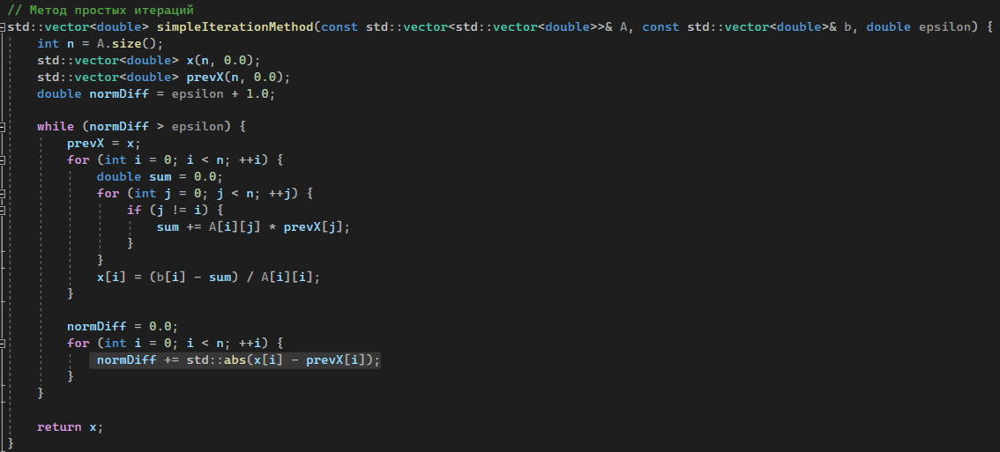 // Метод простых итераций
std::vector<double> simpleIterationMethod(const std::vector<std::vector<double>>& A, const std::vector<double>& b, double epsilon) {
    int n = A.size();
    std::vector<double> x(n, 0.0);
    std::vector<double> prevX(n, 0.0);
    double normDiff = epsilon + 1.0;

    while (normDiff > epsilon) {
        prevX = x;
        for (int i = 0; i < n; ++i) {
            double sum = 0.0;
            for (int j = 0; j < n; ++j) {
                if (j != i) {
                    sum += A[i][j] * prevX[j];
                }
            }
            x[i] = (b[i] - sum) / A[i][i];
        }

        normDiff = 0.0;
        for (int i = 0; i < n; ++i) {
            normDiff += std::abs(x[i] - prevX[i]);
        }
    }

    return x;
}